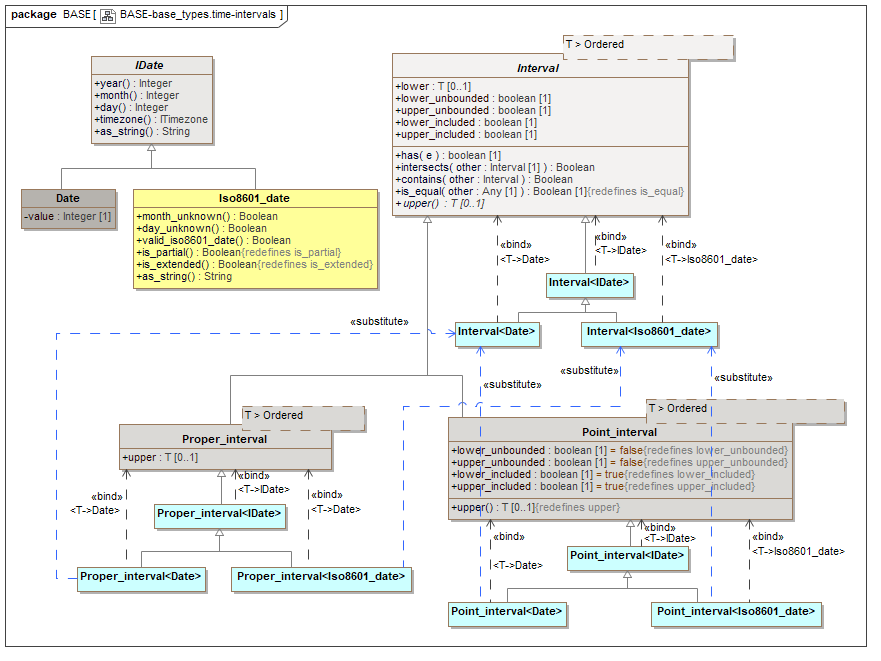 package BASE[ BASE-base_types.time-intervals ]
IDate
+year() : Integer
+month() : Integer
+day() : Integer
+timezone() : ITimezone
+as_string() : String
Date
-value : Integer [1]
Iso8601_date
+month_unknown() : Boolean
+day_unknown() : Boolean
+valid_iso8601_date() : Boolean
+is_partial() : Boolean{redefines is_partial}
+is_extended() : Boolean{redefines is_extended}
+as_string() : String
T > Ordered
Interval
+lower : T [0..1]
+lower_unbounded : boolean [1]
+upper_unbounded : boolean [1]
+lower_included : boolean [1]
+upper_included : boolean [1]
+has( e ) : boolean [1]
+intersects( other : Interval [1] ) : Boolean
+contains( other : Interval ) : Boolean
+is_equal( other : Any [1] ) : Boolean [1]{redefines is_equal}
+upper() : T [0..1]
«bind»
<T->Date>
«bind»
<T->IDate>
«bind»
<T->Iso8601_date>
Interval<IDate>
Interval<Date>
Interval<Iso8601_date>
«substitute»
«substitute»
«substitute»
«substitute»
T > Ordered
Proper_interval
+upper : T [0..1]
«bind»
<T->Date>
«bind»
<T->IDate>
«bind»
<T->Date>
Proper_interval<IDate>
Proper_interval<Date>
Proper_interval<Iso8601_date>
T > Ordered
Point_interval
+lower_unbounded : boolean [1] = false{redefines lower_unbounded}
+upper_unbounded : boolean [1] = false{redefines upper_unbounded}
+lower_included : boolean [1] = true{redefines lower_included}
+upper_included : boolean [1] = true{redefines upper_included}
+upper() : T [0..1]{redefines upper}
«bind»
<T->Date>
«bind»
<T->IDate>
«bind»
<T->Iso8601_date>
Point_interval<IDate>
Point_interval<Date>
Point_interval<Iso8601_date>